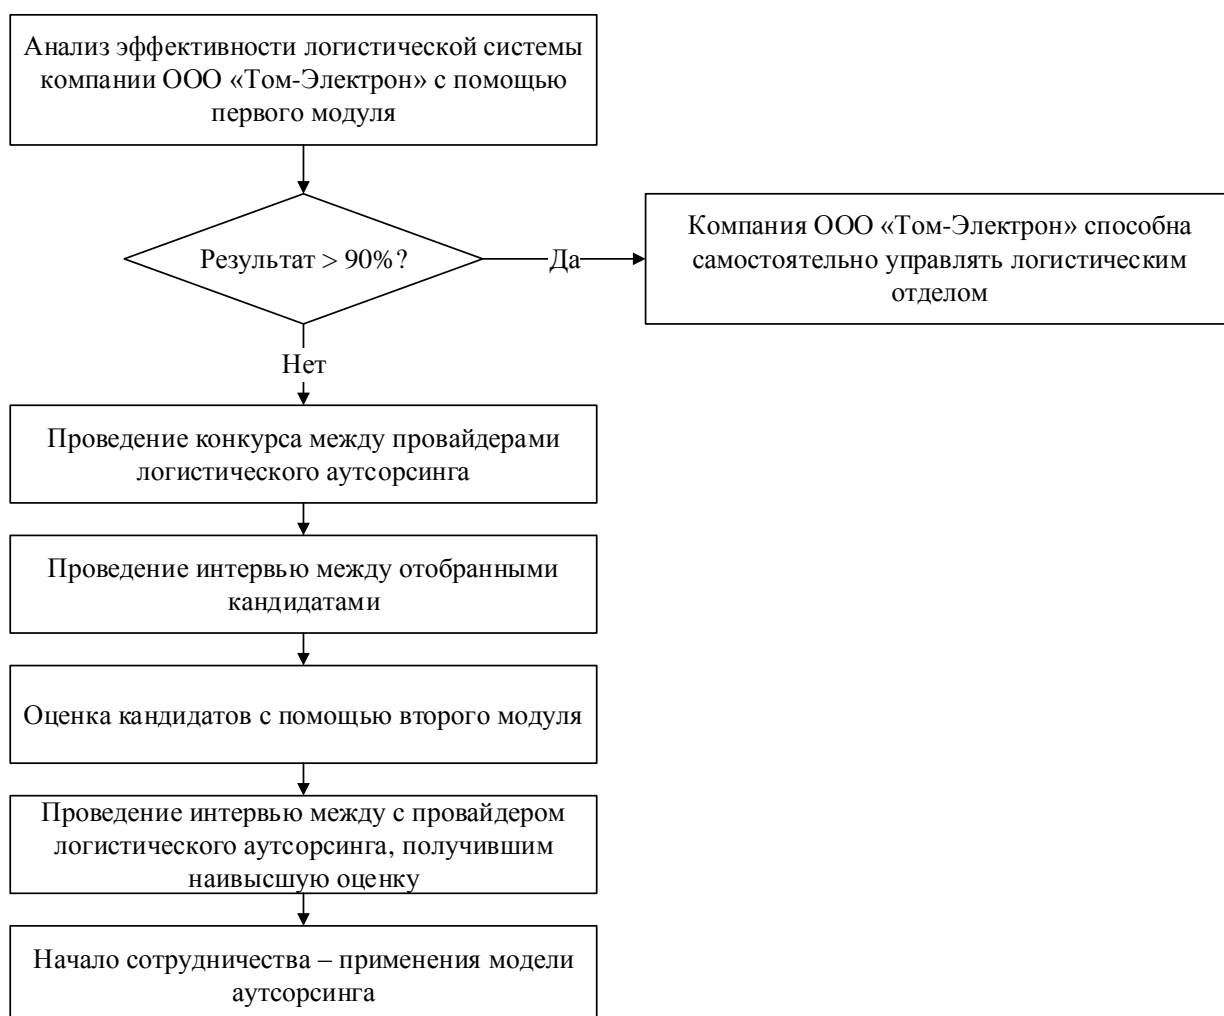 Анализ эффективности логистической системы
компании ООО «Том-Электрон» с помощью
первого модуля
Результат > 90%?
Да
Компания ООО «Том-Электрон» способна
самостоятельно управлять логистическим
отделом
Нет
Проведение конкурса между провайдерами
логистического аутсорсинга
Проведение интервью между отобранными
кандидатами
Оценка кандидатов с помощью второго модуля
Проведение интервью между с провайдером
логистического аутсорсинга, получившим
наивысшую оценку
Начало сотрудничества – применения модели
аутсорсинга